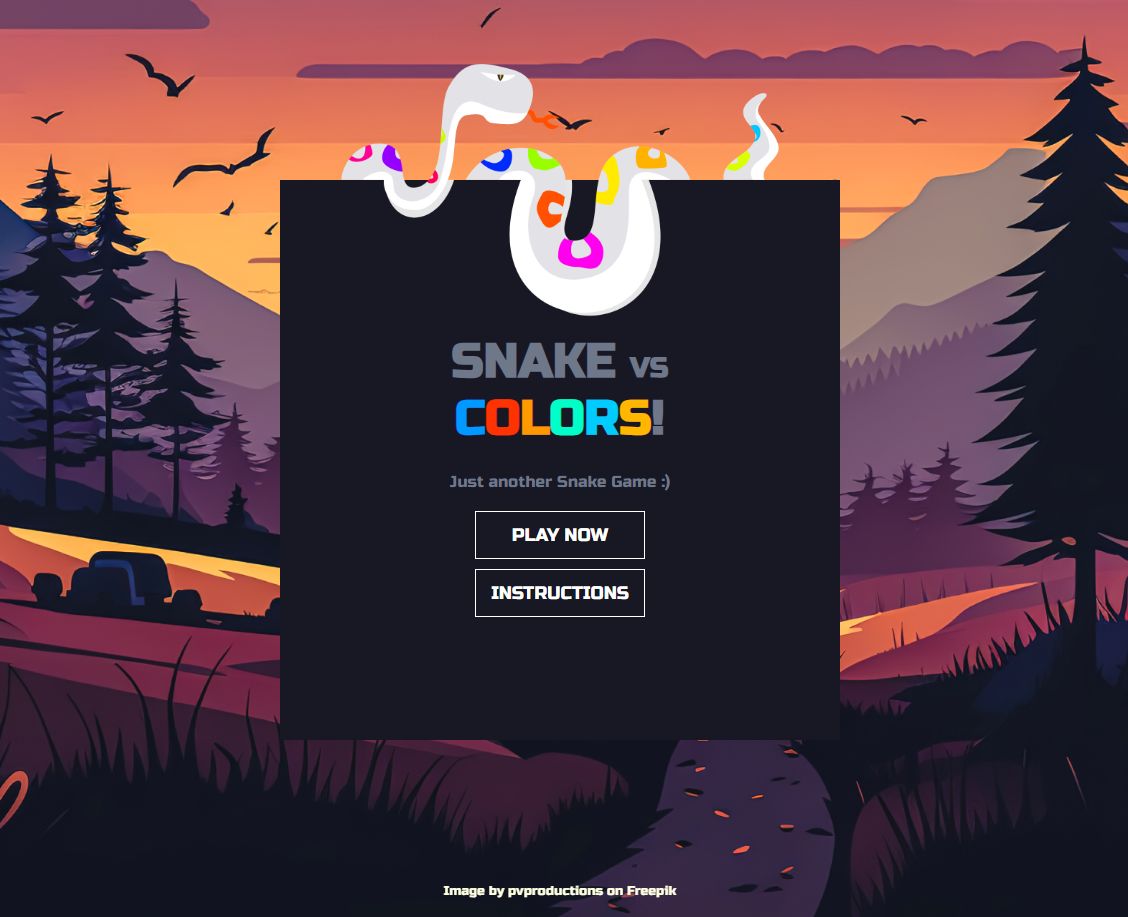 SNAKE vs
COLORS!
Just another Snake Game :)
PLAY NOW
INSTRUCTIONS
Image by pvproductions on Freepik